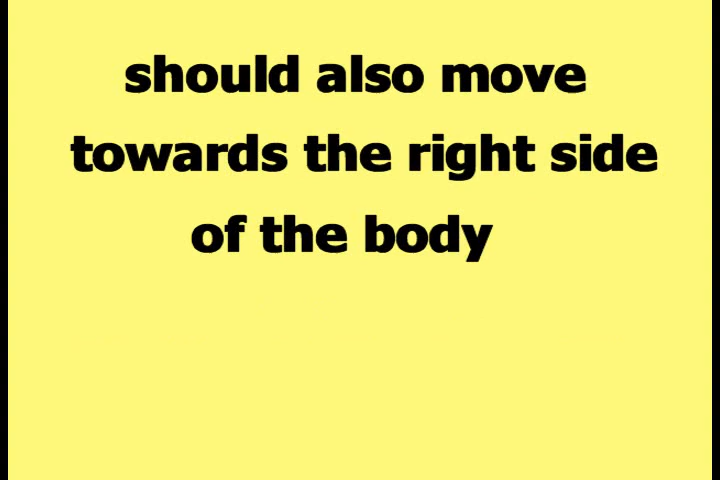 should also move
towards the right side
of the body